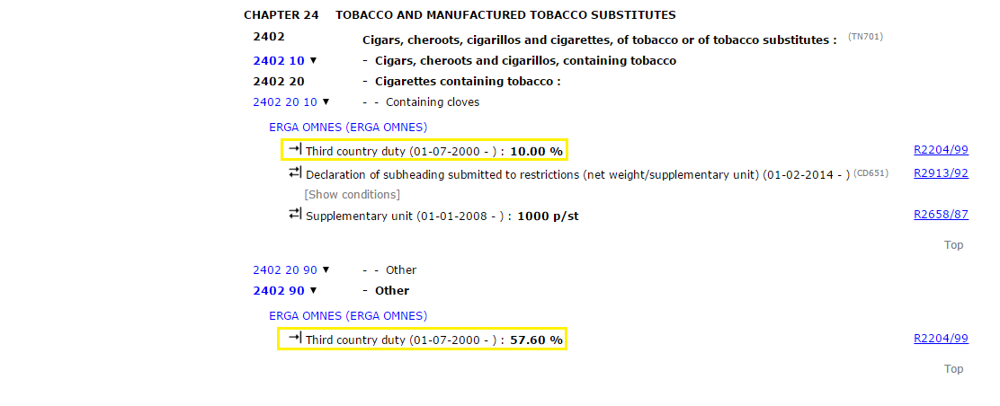 CHAPTER 24 TOBACCO AND MANUFACTURED TOBACCO SUBSTITUTES
2402 Cigars, cheroots, cigarillos and cigarettes, of tobacco or of tobacco substitutes : (TN701)
2402 10 ▼ - Cigars, cheroots and cigarillos, containing tobacco
2402 20 - Cigarettes containing tobacco :
2402 20 10 ▼ - - Containing cloves
ERGA OMNES (ERGA OMNES)
Third country duty (01-07-2000 - ) : 10.00 % R2204/99
Declaration of subheading submitted to restrictions (net weight/supplementary unit) (01-02-2014 - ) (CD651) R2913/92
[Show conditions]
Supplementary unit (01-01-2008 - ) : 1000 p/st R2658/87
Top
2402 20 90 ▼ - - Other
2402 90 ▼ - Other
ERGA OMNES (ERGA OMNES)
Third country duty (01-07-2000 - ) : 57.60 % R2204/99
Top